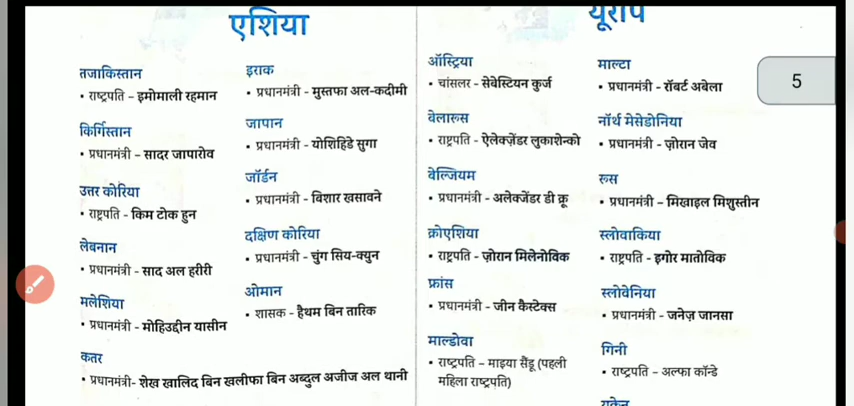 एशिया
तजाकिस्तान
• राष्ट्रपति – इमोमाली रहमान
किर्गिस्तान
• प्रधानमंत्री – सादर जापारोव
उत्तर कोरिया
• राष्ट्रपति - किम टोक हुन
लेबनान
• प्रधानमंत्री - साद अल हरीरी
मलेशिया
• प्रधानमंत्री - मोहिउद्दीन यासीन
कतर
• प्रधानमंत्री- शेख खालिद बिन खलीफा बिन अब्दुल अजीज अल थानी
इराक
• प्रधानमंत्री - मुस्तफा अल-कदीमी
जापान
• प्रधानमंत्री - योशिहिडे सुगा
जॉर्डन
• प्रधानमंत्री - बिशार खसावने
दक्षिण कोरिया
• प्रधानमंत्री - चुंग सिय-क्युन
ओमान
• शासक - हैथम बिन तारिक
यूरोप
ऑस्ट्रिया
• चांसलर - सेबेस्टियन कुर्ज
बेलारूस
• राष्ट्रपति - ऐलेक्ज़ेंडर लुकाशेन्को
बेल्जियम
• प्रधानमंत्री - अलेक्जेंडर डी क्रू
क्रोएशिया
• राष्ट्रपति - ज़ोरान मिलेनोविक
फ्रांस
• प्रधानमंत्री - जीन कैस्टेक्स
माल्डोवा
• राष्ट्रपति – माइया सैंडू (पहली
महिला राष्ट्रपति)
माल्टा
• प्रधानमंत्री - रॉबर्ट अबेला
नॉर्थ मेसेडोनिया
• प्रधानमंत्री - ज़ोरान जेव
रूस
• प्रधानमंत्री – मिखाइल मिशुस्तीन
स्लोवाकिया
• राष्ट्रपति - इगोर मातोविक
स्लोवेनिया
• प्रधानमंत्री - जनेज़ जानसा
गिनी
• राष्ट्रपति – अल्फा कॉन्डे
5